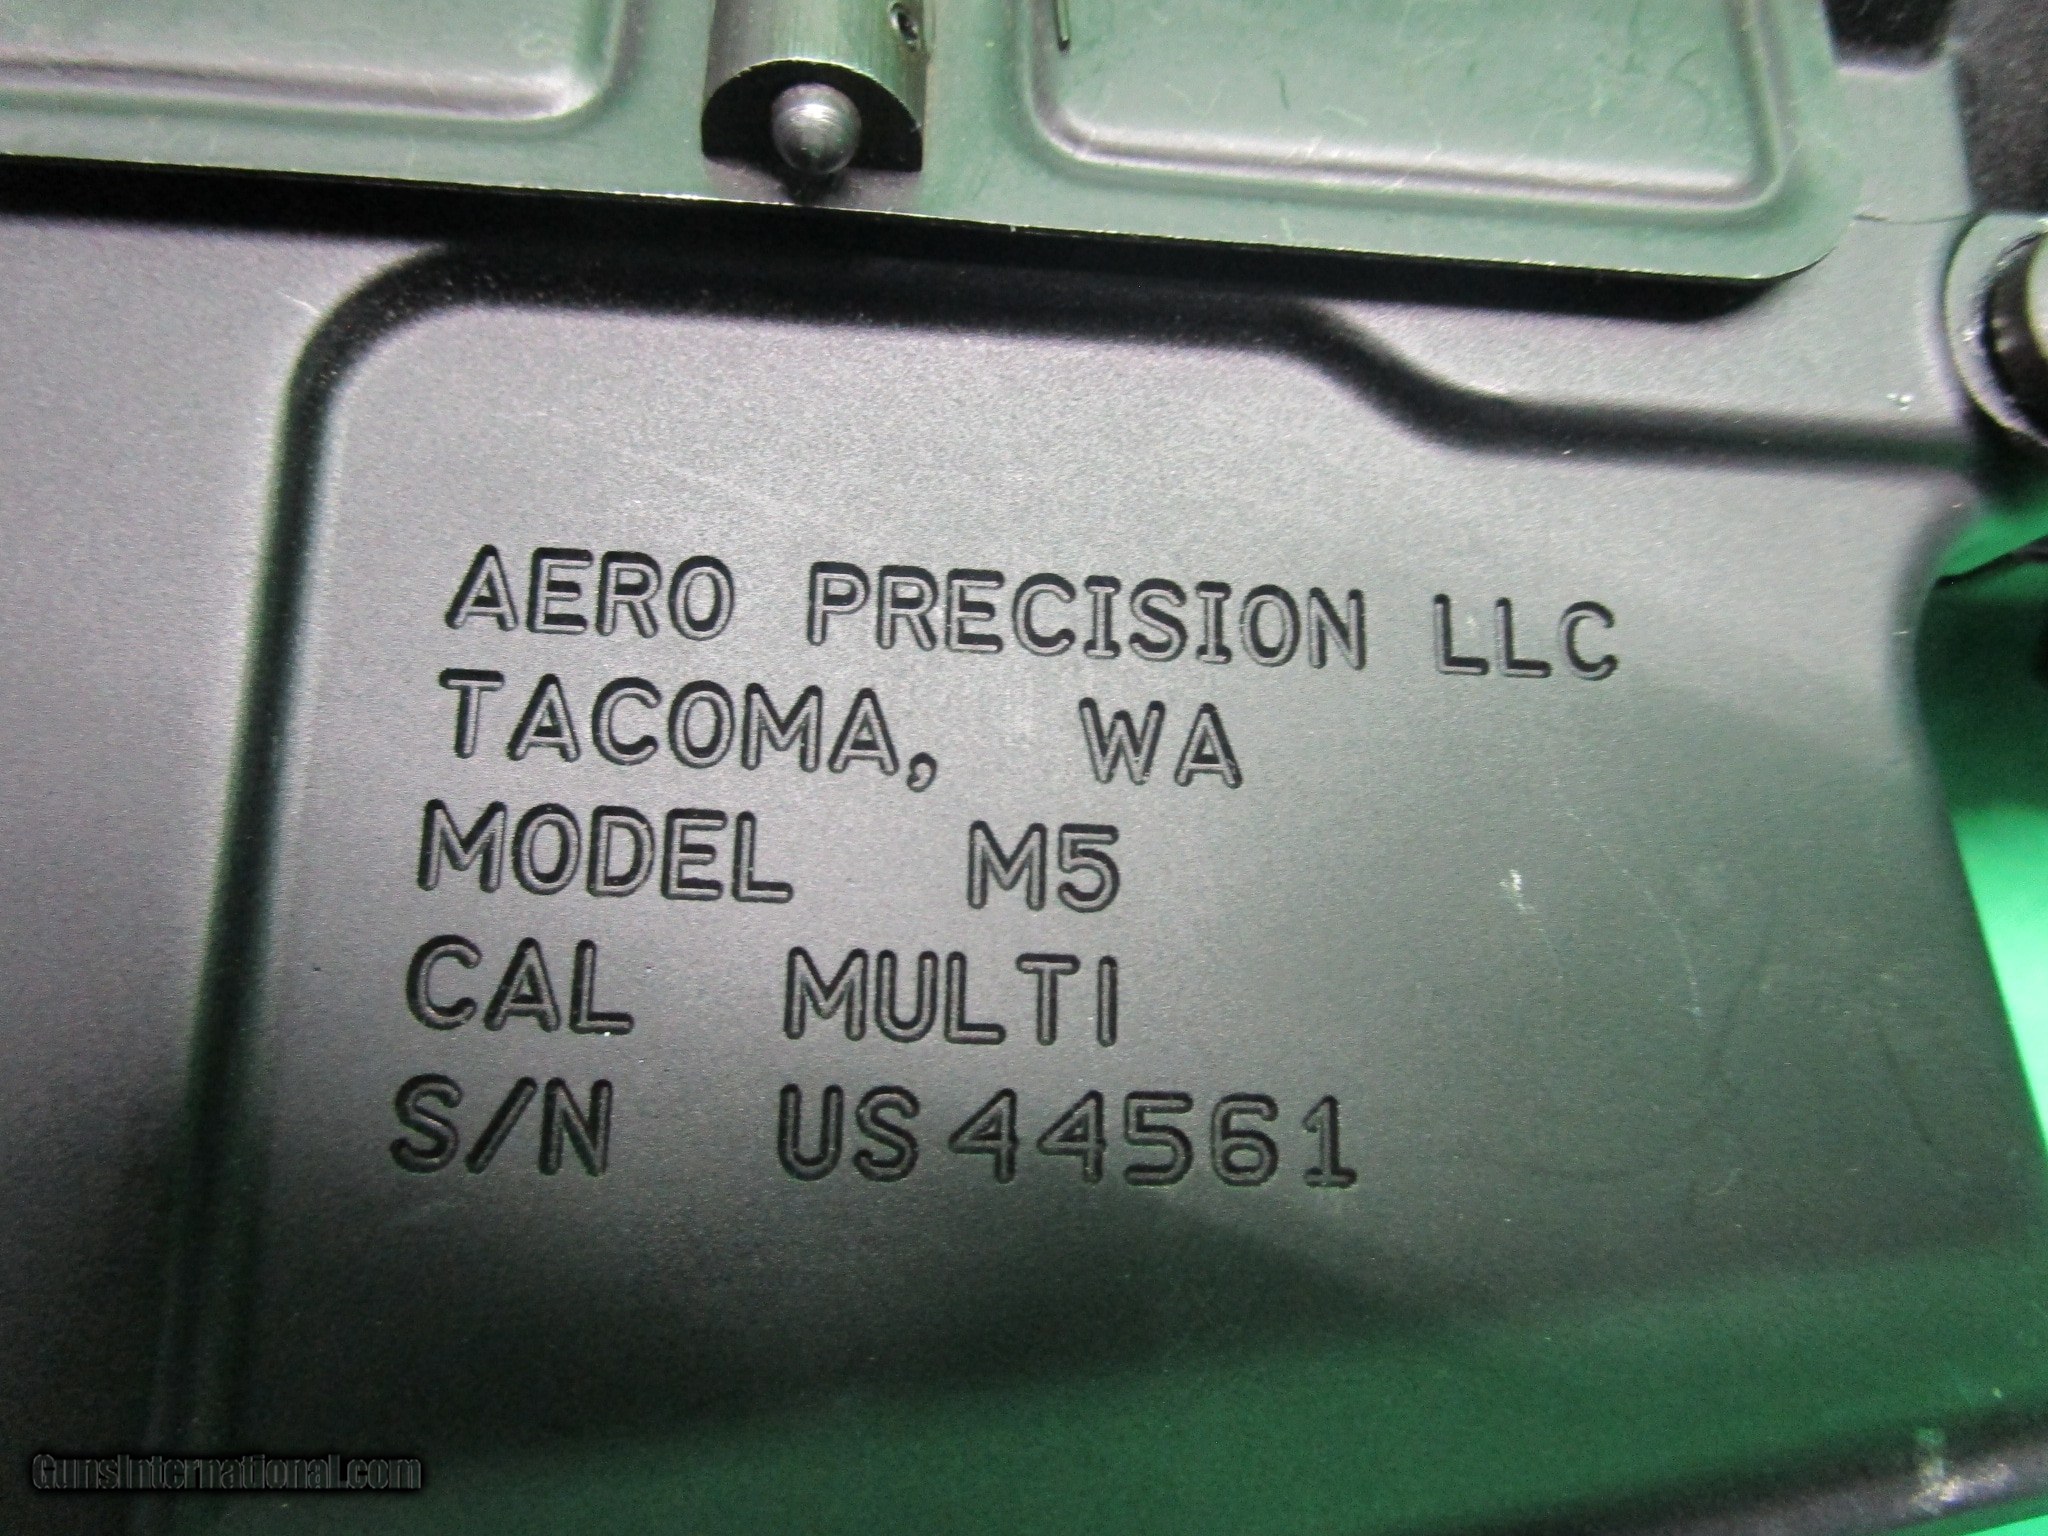 AERO PRECISION LLC
TACOMA, WA
MODEL M5
CAL MULTI
S/N US44561
GunsInternational.com